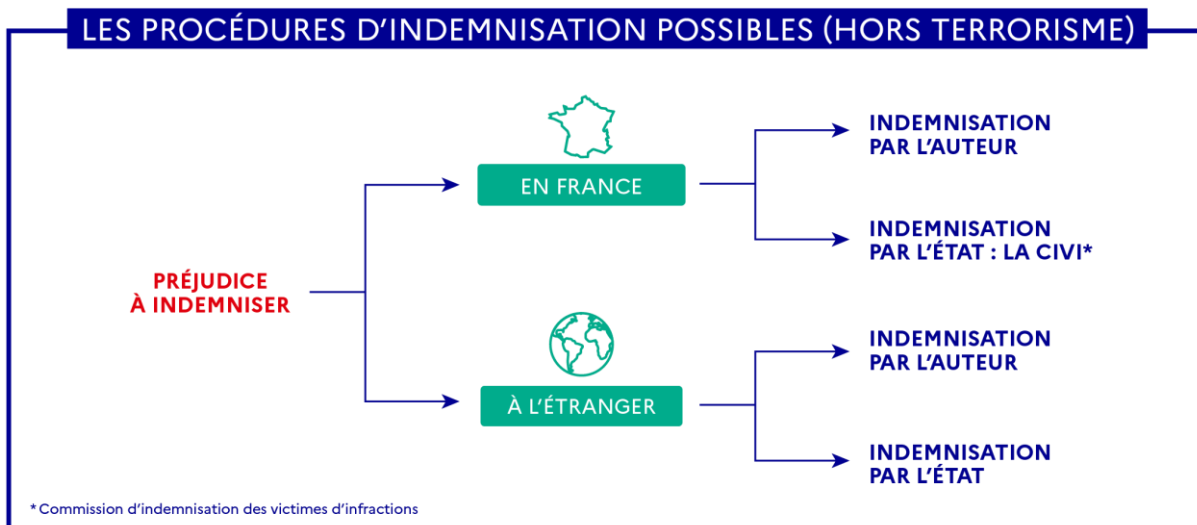 LES PROCÉDURES D'INDEMNISATION POSSIBLES (HORS TERRORISME)
PRÉJUDICE
À INDEMNISER
EN FRANCE
INDEMNISATION
PAR L'AUTEUR
INDEMNISATION
PAR L'ÉTAT : LA CIVI*
À L'ÉTRANGER
INDEMNISATION
PAR L'AUTEUR
INDEMNISATION
PAR L'ÉTAT
* Commission d'indemnisation des victimes d'infractions